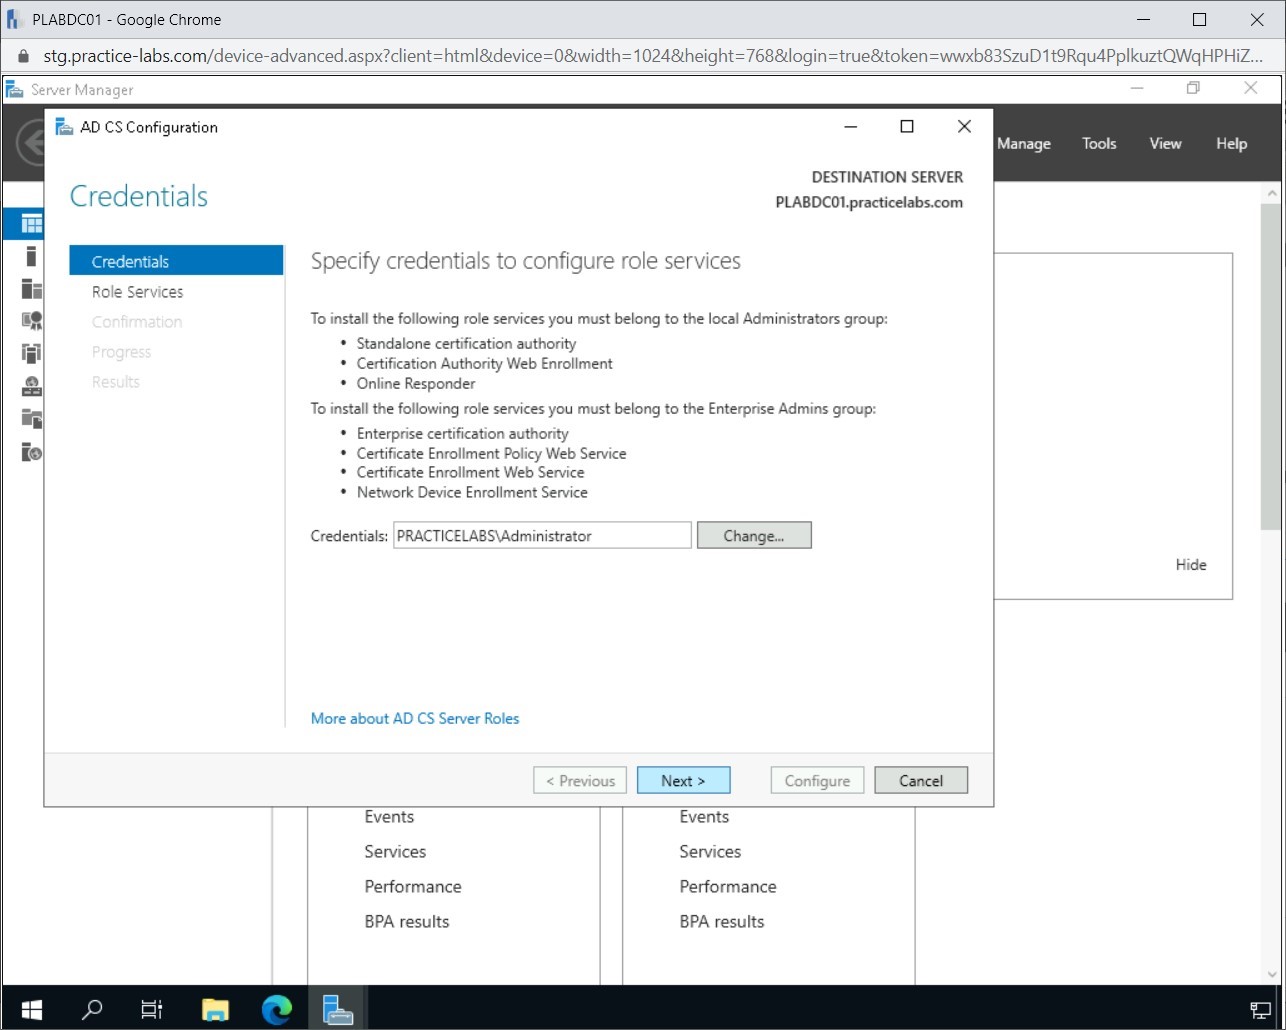 PLABDC01 - Google Chrome
stg.practice-labs.com/device-advanced.aspx?client=html&device=0&width=1024&height=768&login=true&token=wwxb83SzuD1t9Rqu4PplkuztQWqHPHiZ...
Server Manager
AD CS Configuration
Manage Tools View Help
Credentials
DESTINATION SERVER
PLABDC01.practicelabs.com
Credentials
Role Services
Confirmation
Progress
Results
Specify credentials to configure role services
To install the following role services you must belong to the local Administrators group:
• Standalone certification authority
• Certification Authority Web Enrollment
• Online Responder
To install the following role services you must belong to the Enterprise Admins group:
• Enterprise certification authority
• Certificate Enrollment Policy Web Service
• Certificate Enrollment Web Service
• Network Device Enrollment Service
Credentials: PRACTICELABS\Administrator Change...
Hide
More about AD CS Server Roles
< Previous Next > Configure Cancel
Events Events
Services Services
Performance Performance
BPA results BPA results